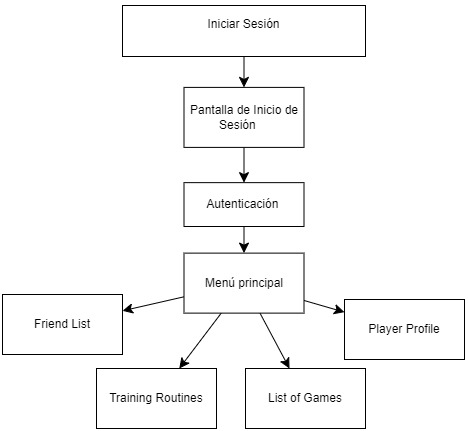 Iniciar Sesión
Pantalla de Inicio de
Sesión
Autenticación
Menú principal
Friend List
Player Profile
Training Routines
List of Games